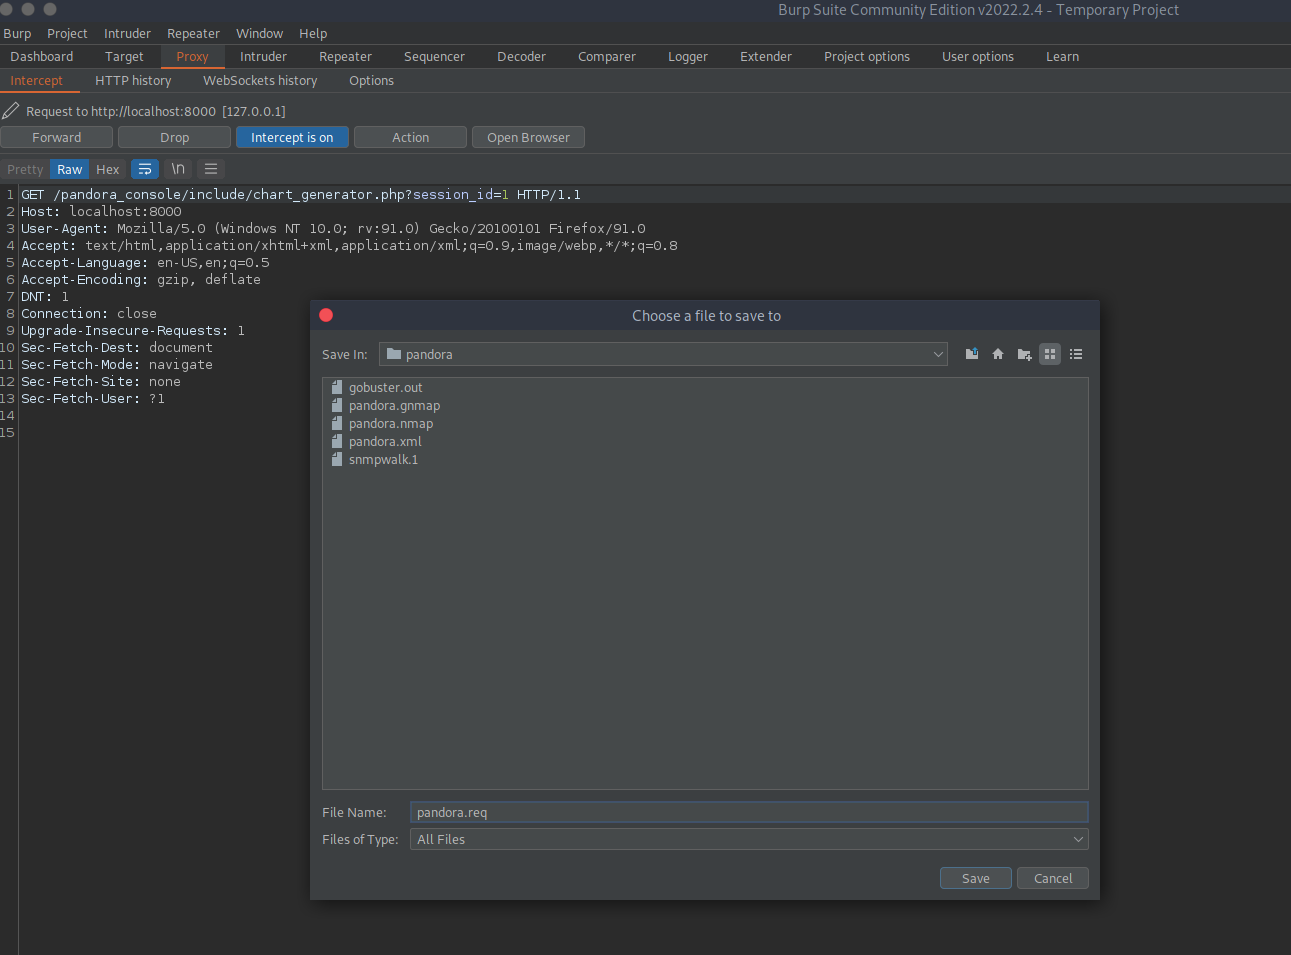 Burp Suite Community Edition v2022.2.4 - Temporary Project
Burp Project Intruder Repeater Window Help
Dashboard Target Proxy Intruder Repeater Sequencer Decoder Comparer Logger Extender Project options User options Learn
Intercept HTTP history WebSockets history Options
Request to http://localhost:8000 [127.0.0.1]
Forward Drop Intercept is on Action Open Browser
Pretty Raw Hex \n
1 GET /pandora_console/include/chart_generator.php?session_id=1 HTTP/1.1
2 Host: localhost:8000
3 User-Agent: Mozilla/5.0 (Windows NT 10.0; rv:91.0) Gecko/20100101 Firefox/91.0
4 Accept: text/html,application/xhtml+xml,application/xml;q=0.9,image/webp,*/*;q=0.8
5 Accept-Language: en-US,en;q=0.5
6 Accept-Encoding: gzip, deflate
7 DNT: 1
8 Connection: close
9 Upgrade-Insecure-Requests: 1
10 Sec-Fetch-Dest: document
11 Sec-Fetch-Mode: navigate
12 Sec-Fetch-Site: none
13 Sec-Fetch-User: ?1
14
15
Choose a file to save to
Save In: pandora
gobuster.out
pandora.gnmap
pandora.nmap
pandora.xml
snmpwalk.1
File Name: pandora.req
Files of Type: All Files
Save Cancel